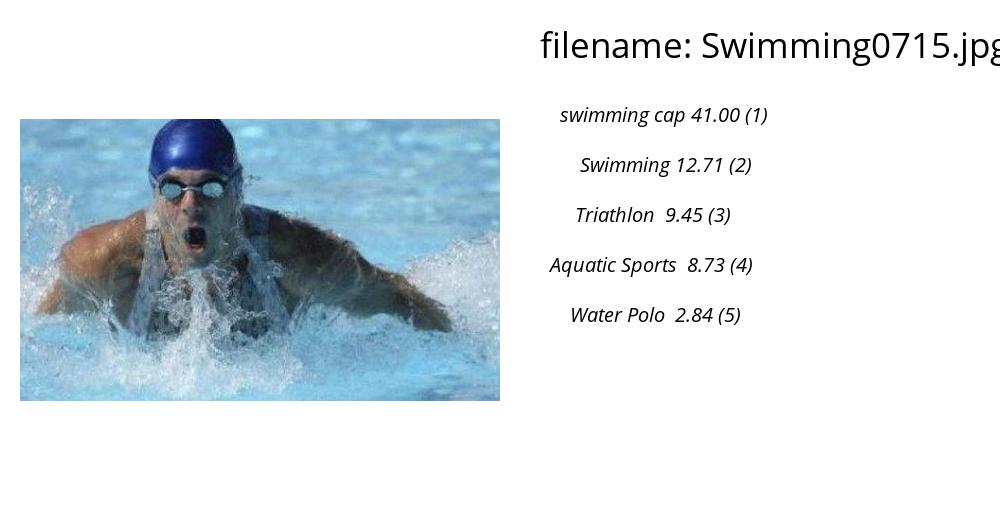 filename: Swimming0715.jpg
swimming cap 41.00 (1)
Swimming 12.71 (2)
Triathlon 9.45 (3)
Aquatic Sports 8.73 (4)
Water Polo 2.84 (5)